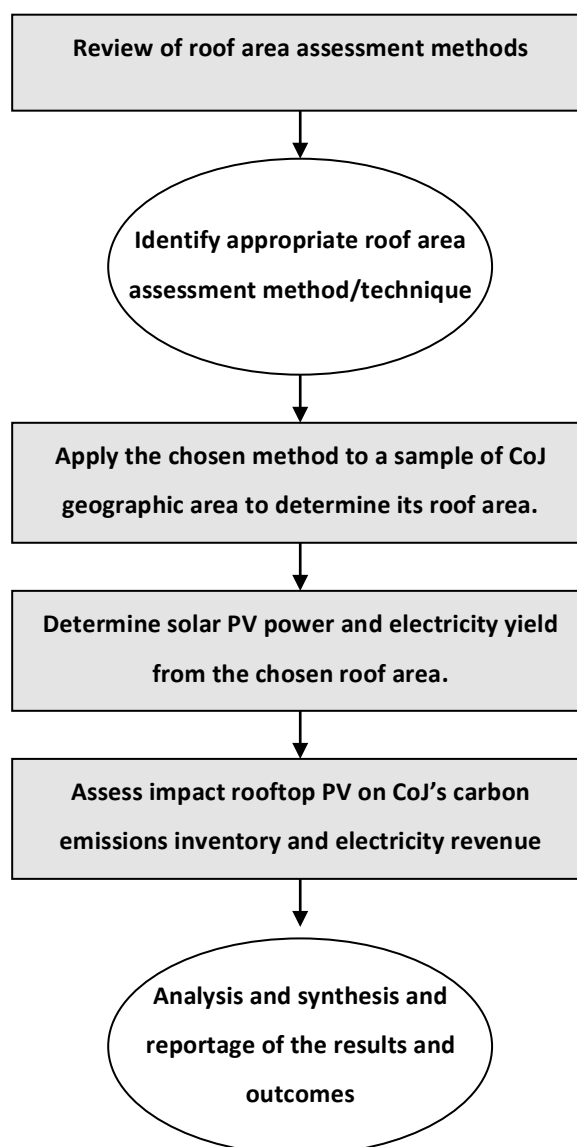 Review of roof area assessment methods
Identify appropriate roof area
assessment method/technique
Apply the chosen method to a sample of CoJ
geographic area to determine its roof area.
Determine solar PV power and electricity yield
from the chosen roof area.
Assess impact rooftop PV on CoJ’s carbon
emissions inventory and electricity revenue
Analysis and synthesis and
reportage of the results and
outcomes